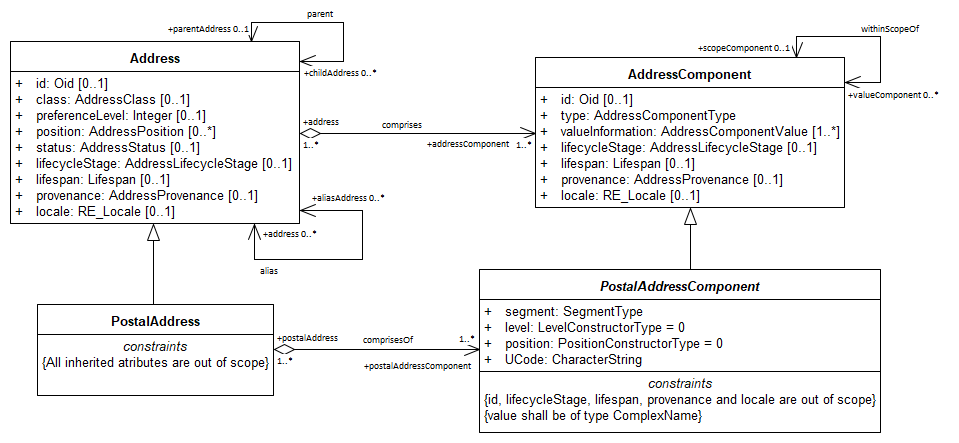 parent
+parentAddress 0..1
+childAddress 0..*
Address
+ id: Oid [0..1]
+ class: AddressClass [0..1]
+ preferenceLevel: Integer [0..1]
+ position: AddressPosition [0..*]
+ status: AddressStatus [0..1]
+ lifecycleStage: AddressLifecycleStage [0..1]
+ lifespan: Lifespan [0..1]
+ provenance: AddressProvenance [0..1]
+ locale: RE_Locale [0..1]
+address
1..*
comprises
+addressComponent 1..*
withinScopeOf
+scopeComponent 0..1
+valueComponent 0..*
AddressComponent
+ id: Oid [0..1]
+ type: AddressComponentType
+ valueInformation: AddressComponentValue [1..*]
+ lifecycleStage: AddressLifecycleStage [0..1]
+ lifespan: Lifespan [0..1]
+ provenance: AddressProvenance [0..1]
+ locale: RE_Locale [0..1]
+aliasAddress 0..*
+address 0..*
alias
PostalAddress
constraints
{All inherited atributes are out of scope}
+postalAddress
1..*
comprisesOf
1..*
+postalAddressComponent
PostalAddressComponent
+ segment: SegmentType
+ level: LevelConstructorType = 0
+ position: PositionConstructorType = 0
+ UCode: CharacterString
constraints
{id, lifecycleStage, lifespan, provenance and locale are out of scope}
{value shall be of type ComplexName}